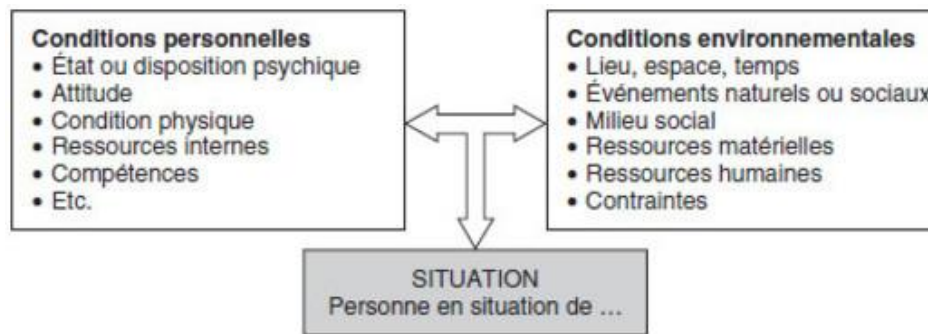 Conditions personnelles
• État ou disposition psychique
• Attitude
• Condition physique
• Ressources internes
• Compétences
• Etc.
Conditions environnementales
• Lieu, espace, temps
• Événements naturels ou sociaux
• Milieu social
• Ressources matérielles
• Ressources humaines
• Contraintes
SITUATION
Personne en situation de ...